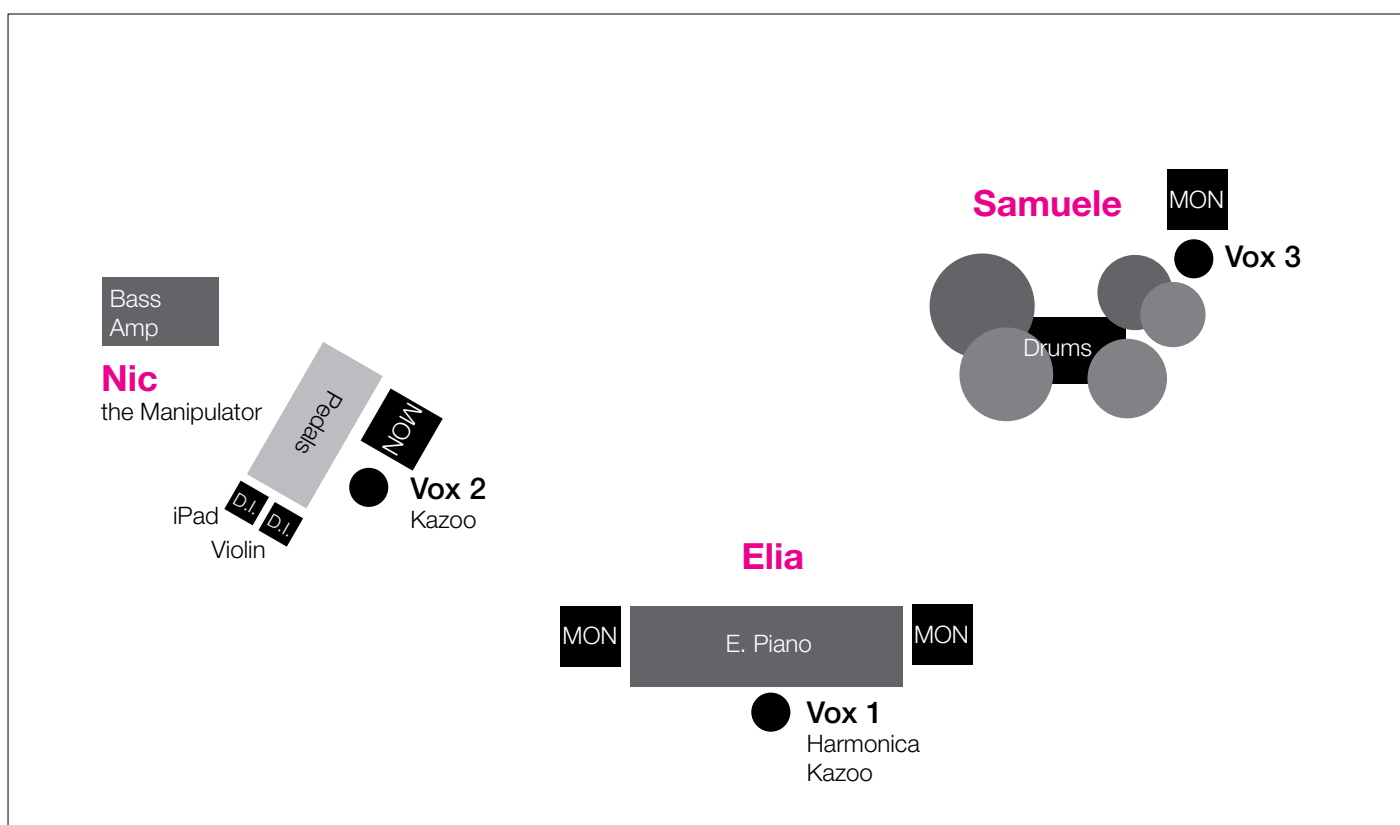 Samuele
MON
Vox 3
Drums
Bass
Amp
Nic
the Manipulator
Pedals
MON
Vox 2
Kazoo
D.I.
D.I.
iPad
Violin
Elia
MON
E. Piano
MON
Vox 1
Harmonica
Kazoo